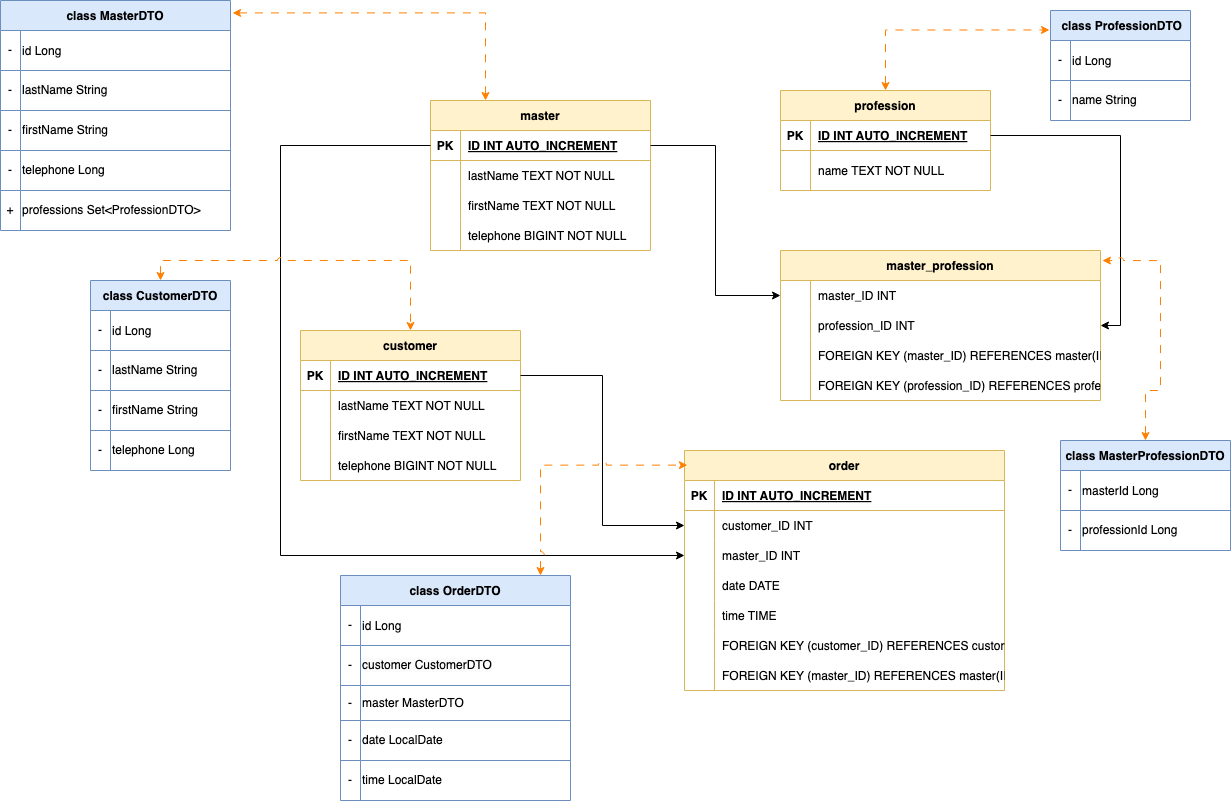 class MasterDTO
- id Long
- lastName String
- firstName String
- telephone Long
+ professions Set<ProfessionDTO>
class ProfessionDTO
- id Long
- name String
master
PK ID INT AUTO_INCREMENT
lastName TEXT NOT NULL
firstName TEXT NOT NULL
telephone BIGINT NOT NULL
profession
PK ID INT AUTO_INCREMENT
name TEXT NOT NULL
class CustomerDTO
- id Long
- lastName String
- firstName String
- telephone Long
customer
PK ID INT AUTO_INCREMENT
lastName TEXT NOT NULL
firstName TEXT NOT NULL
telephone BIGINT NOT NULL
master_profession
master_ID INT
profession_ID INT
FOREIGN KEY (master_ID) REFERENCES master(I
FOREIGN KEY (profession_ID) REFERENCES profe
class MasterProfessionDTO
- masterId Long
- professionId Long
order
PK ID INT AUTO_INCREMENT
customer_ID INT
master_ID INT
date DATE
time TIME
FOREIGN KEY (customer_ID) REFERENCES custor
FOREIGN KEY (master_ID) REFERENCES master(I
class OrderDTO
- id Long
- customer CustomerDTO
- master MasterDTO
- date LocalDate
- time LocalDate